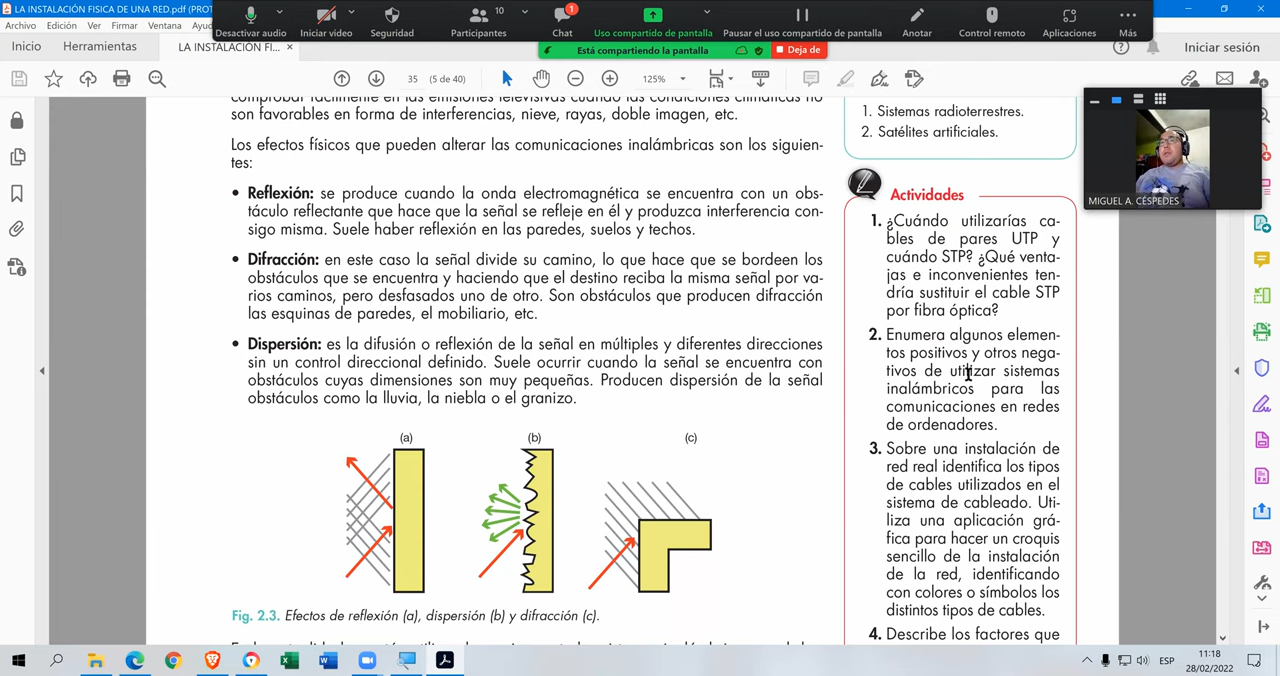 LA INSTALACIÓN FISICA DE UNA RED.pdf (PROT
Archivo Edición Ver Firmar Ventana Ayu
Desactivar audio
Iniciar vídeo
Seguridad
10
Participantes
1
Chat
Uso compartido de pantalla
Pausar el uso compartido de pantalla
Anotar
Control remoto
Aplicaciones
Más
Está compartiendo la pantalla
Deja de
Inicio
Herramientas
LA INSTALACIÓN FI...
Iniciar sesión
35 (5 de 40)
125%
comprobar fácilmente en las emisiones televisivas cuando las condiciones climáticas no
son favorables en forma de interferencias, nieve, rayas, doble imagen, etc.
Los efectos físicos que pueden alterar las comunicaciones inalámbricas son los siguien-
tes:
• Reflexión: se produce cuando la onda electromagnética se encuentra con un obs-
táculo reflectante que hace que la señal se refleje en él y produzca interferencia con-
sigo misma. Suele haber reflexión en las paredes, suelos y techos.
• Difracción: en este caso la señal divide su camino, lo que hace que se bordeen los
obstáculos que se encuentra y haciendo que el destino reciba la misma señal por va-
rios caminos, pero desfasados uno de otro. Son obstáculos que producen difracción
las esquinas de paredes, el mobiliario, etc.
• Dispersión: es la difusión o reflexión de la señal en múltiples y diferentes direcciones
sin un control direccional definido. Suele ocurrir cuando la señal se encuentra con
obstáculos cuyas dimensiones son muy pequeñas. Producen dispersión de la señal
obstáculos como la lluvia, la niebla o el granizo.
(a)
(b)
(c)
Fig. 2.3. Efectos de reflexión (a), dispersión (b) y difracción (c).
1. Sistemas radioterrestres.
2. Satélites artificiales.
Actividades
1. ¿Cuándo utilizarías ca-
bles de pares UTP y
cuándo STP? ¿Qué venta-
jas e inconvenientes ten-
dría sustituir el cable STP
por fibra óptica?
2. Enumera algunos elemen-
tos positivos y otros nega-
tivos de utilizar sistemas
inalámbricos para las
comunicaciones en redes
de ordenadores.
3. Sobre una instalación de
red real identifica los tipos
de cables utilizados en el
sistema de cableado. Uti-
liza una aplicación grá-
fica para hacer un croquis
sencillo de la instalación
de la red, identificando
con colores o símbolos los
distintos tipos de cables.
4. Describe los factores que
MIGUEL A. CÉSPEDES
ESP
11:18
28/02/2022